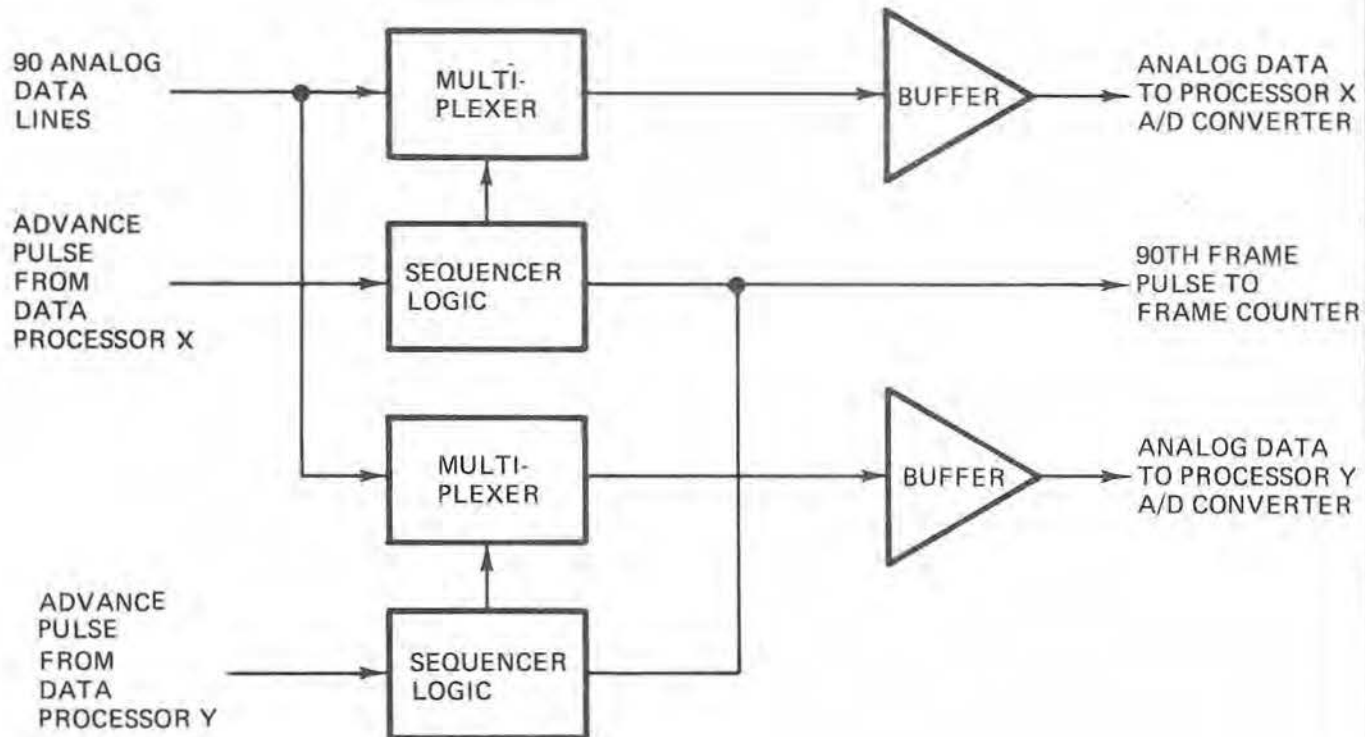 90 ANALOG
DATA
LINES
MULTI-
PLEXER
BUFFER
ANALOG DATA
TO PROCESSOR X
A/D CONVERTER
ADVANCE
PULSE
FROM
DATA
PROCESSOR X
SEQUENCER
LOGIC
90TH FRAME
PULSE TO
FRAME COUNTER
MULTI-
PLEXER
BUFFER
ANALOG DATA
TO PROCESSOR Y
A/D CONVERTER
ADVANCE
PULSE
FROM
DATA
PROCESSOR Y
SEQUENCER
LOGIC